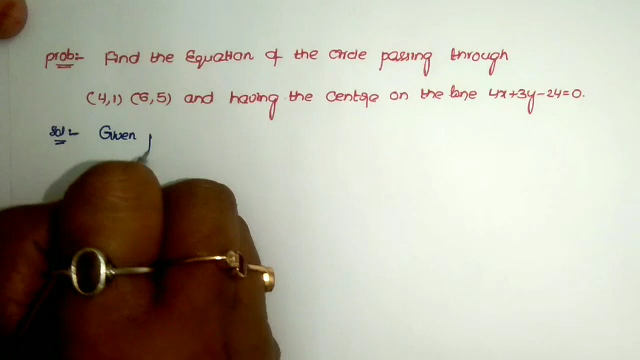 prob:- Find the Equation of the circle passing through
(4,1) (6,5) and having the centre on the line 4x+3y-24=0.
Sol:- Given